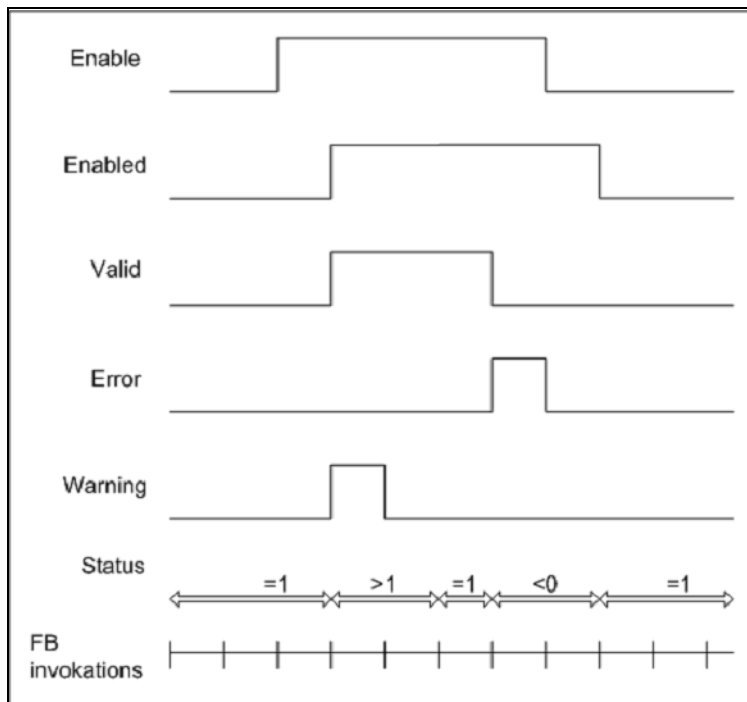 Enable
Enabled
Valid
Error
Warning
Status
=1 >1 =1 <0 =1
FB
invokations